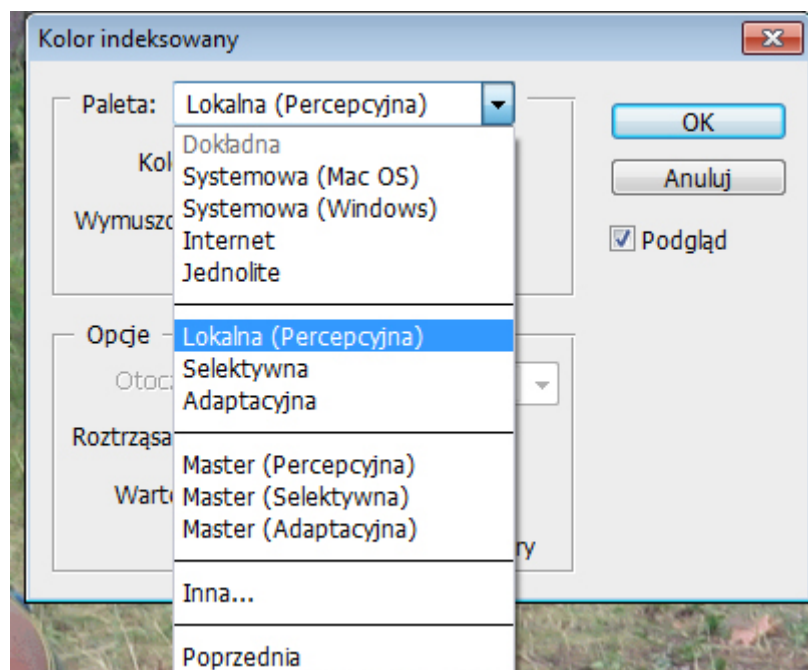 Kolor indeksowany
Paleta: Lokalna (Percepcyjna)
OK
Dokładna
Systemowa (Mac OS)
Anuluj
Systemowa (Windows)
Podgląd
Internet
Jednolite
Opcje
Lokalna (Percepcyjna)
Selektywna
Adaptacyjna
Master (Percepcyjna)
Master (Selektywna)
Master (Adaptacyjna)
Inna...
Poprzednia